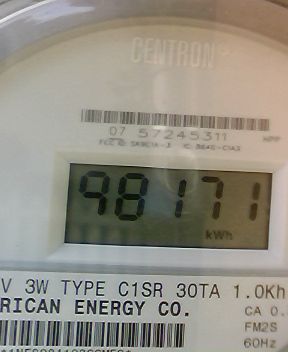 CENTRON
07 57245311
98171
kWh
V 3W TYPE C1SR 30TA 1.0Kh
RICAN ENERGY CO.
CA 0.
FM2S
60Hz